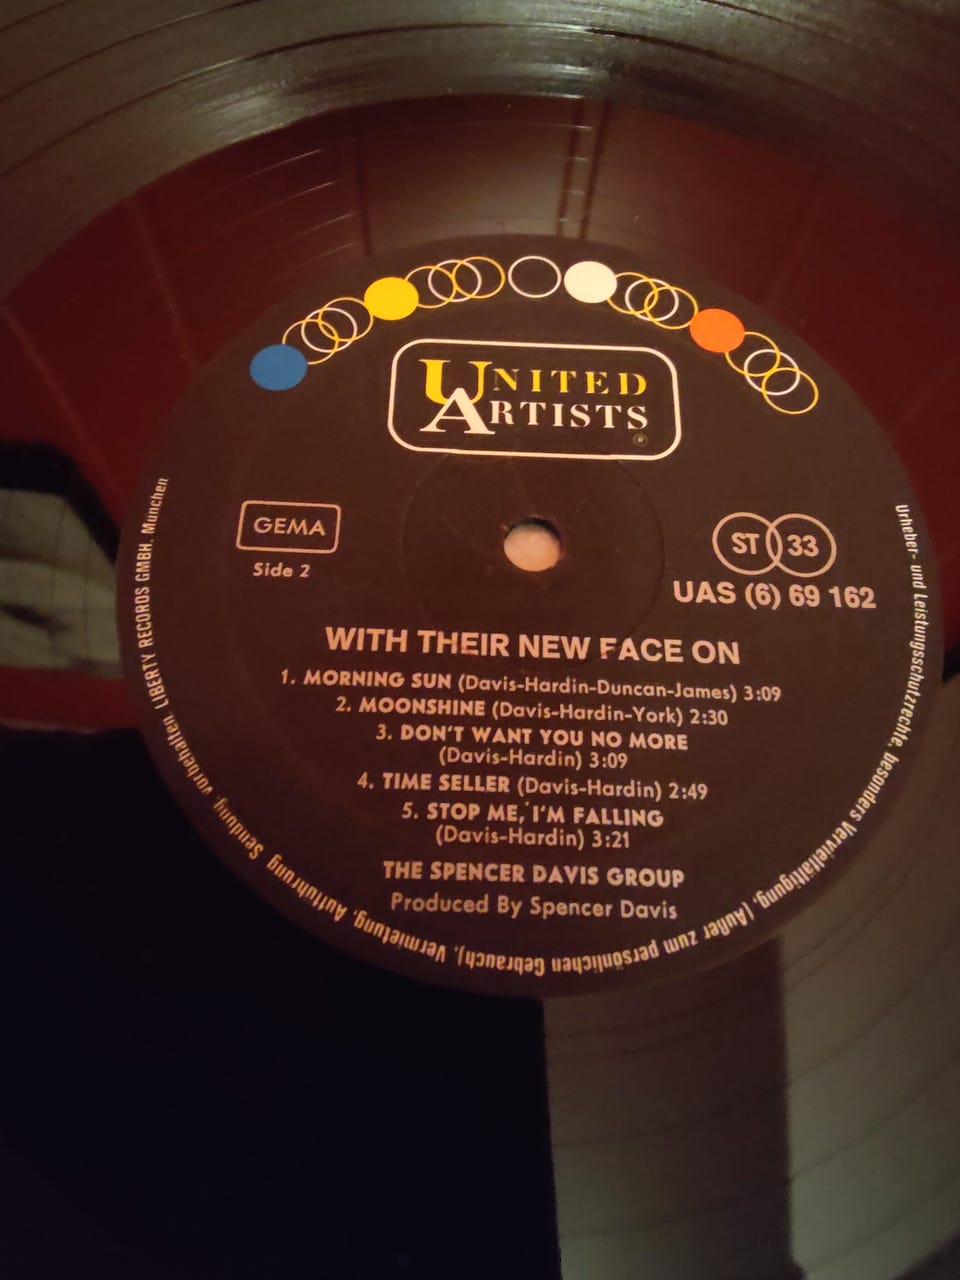 UNITED
ARTISTS
®
GEMA
Side 2
ST 33
UAS (6) 69 162
WITH THEIR NEW FACE ON
1. MORNING SUN (Davis-Hardin-Duncan-James) 3:09
2. MOONSHINE (Davis-Hardin-York) 2:30
3. DON'T WANT YOU NO MORE
(Davis-Hardin) 3:09
4. TIME SELLER (Davis-Hardin) 2:49
5. STOP ME, I'M FALLING
(Davis-Hardin) 3:21
THE SPENCER DAVIS GROUP
Produced By Spencer Davis
Urheber- und Leistungsschutzrechte, besonders Vervielfältigung, (Außer zum persönlichen Gebrauch), Vermietung, Aufführung, Sendung, vorbehalten. LIBERTY RECORDS GMBH. München